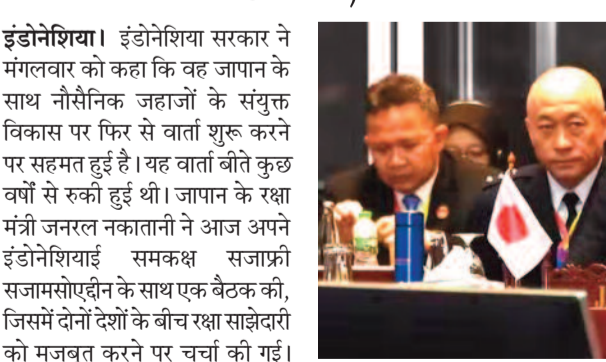 इंडोनेशिया। इंडोनेशिया सरकार ने
मंगलवार को कहा कि वह जापान के
साथ नौसैनिक जहाजों के संयुक्त
विकास पर फिर से वार्ता शुरू करने
पर सहमत हुई है। यह वार्ता बीते कुछ
वर्षों से रुकी हुई थी। जापान के रक्षा
मंत्री जनरल नकातानी ने आज अपने
इंडोनेशियाई समकक्ष सजाफ्री
सजामसोएद्दीन के साथ एक बैठक की,
जिसमें दोनों देशों के बीच रक्षा साझेदारी
को मजबूत करने पर चर्चा की गई।